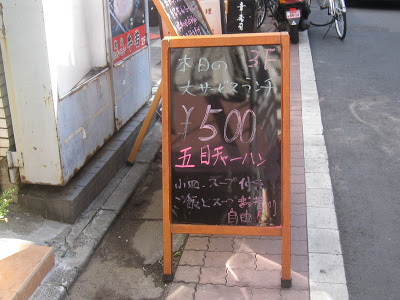 本日の 3F
大サービスランチ
¥500
五目チャーハン
小皿・スープ付
ご飯とスープ
自由